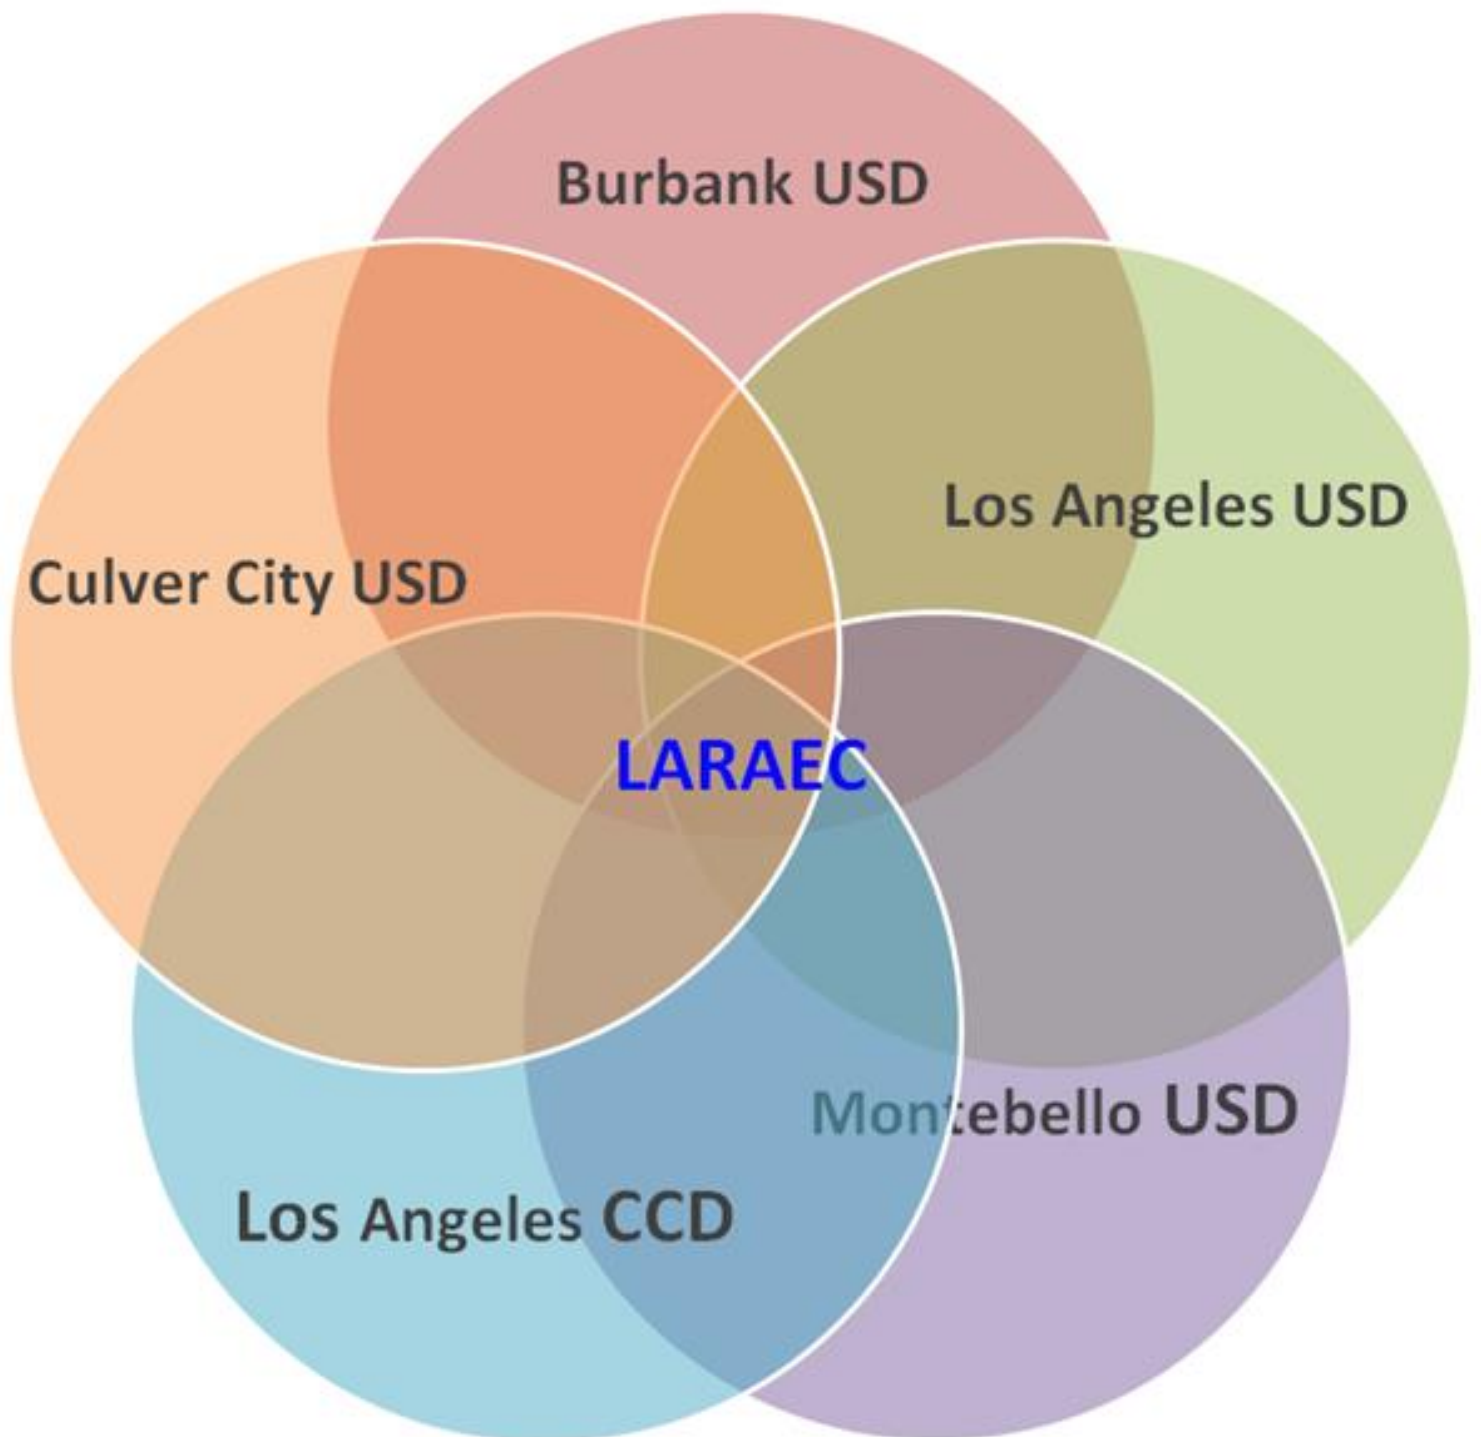 Burbank USD
Los Angeles USD
Culver City USD
LARAEC
Montebello USD
Los Angeles CCD